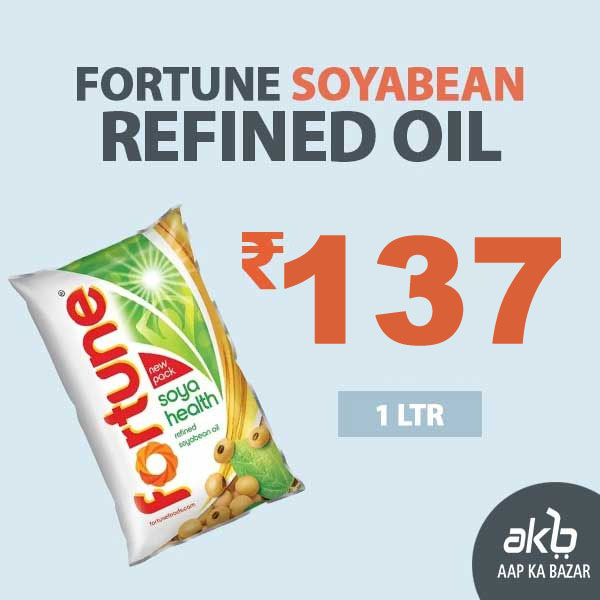 FORTUNE SOYABEAN
REFINED OIL
₹137
1 LTR
fortune®
new
pack
soya
health
refined
soyabean oil
fortunefoods.com
akb
AAP KA BAZAR